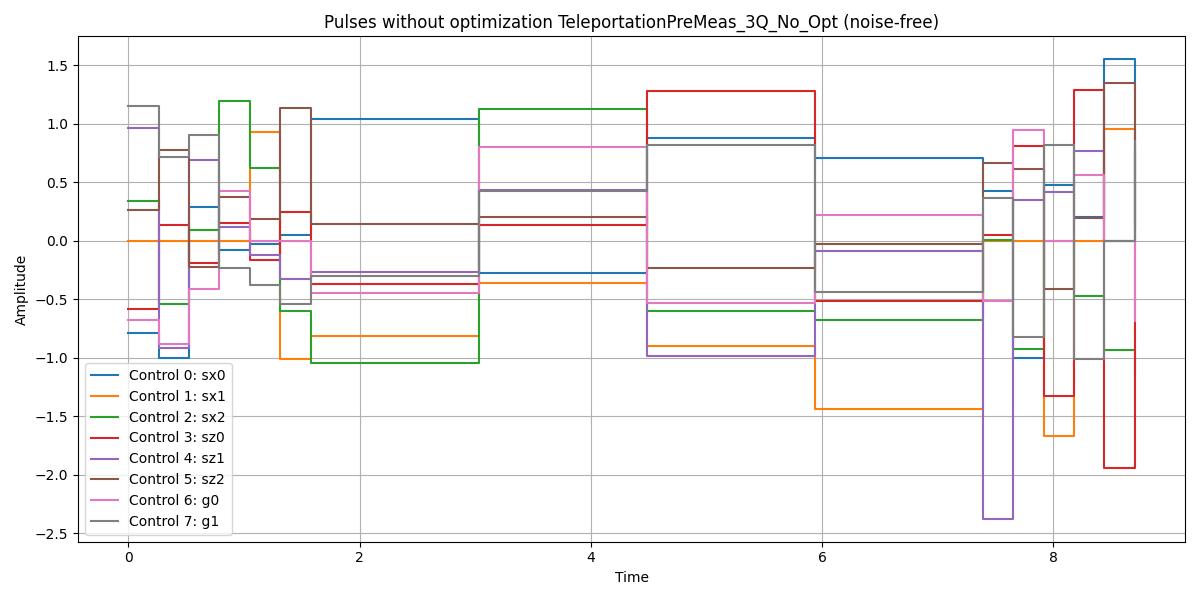 Pulses without optimization TeleportationPreMeas_3Q_No_Opt (noise-free)
Amplitude
1.5
1.0
0.5
0.0
−0.5
−1.0
−1.5
−2.0
−2.5
Control 0: sx0
Control 1: sx1
Control 2: sx2
Control 3: sz0
Control 4: sz1
Control 5: sz2
Control 6: g0
Control 7: g1
0 2 4 6 8
Time